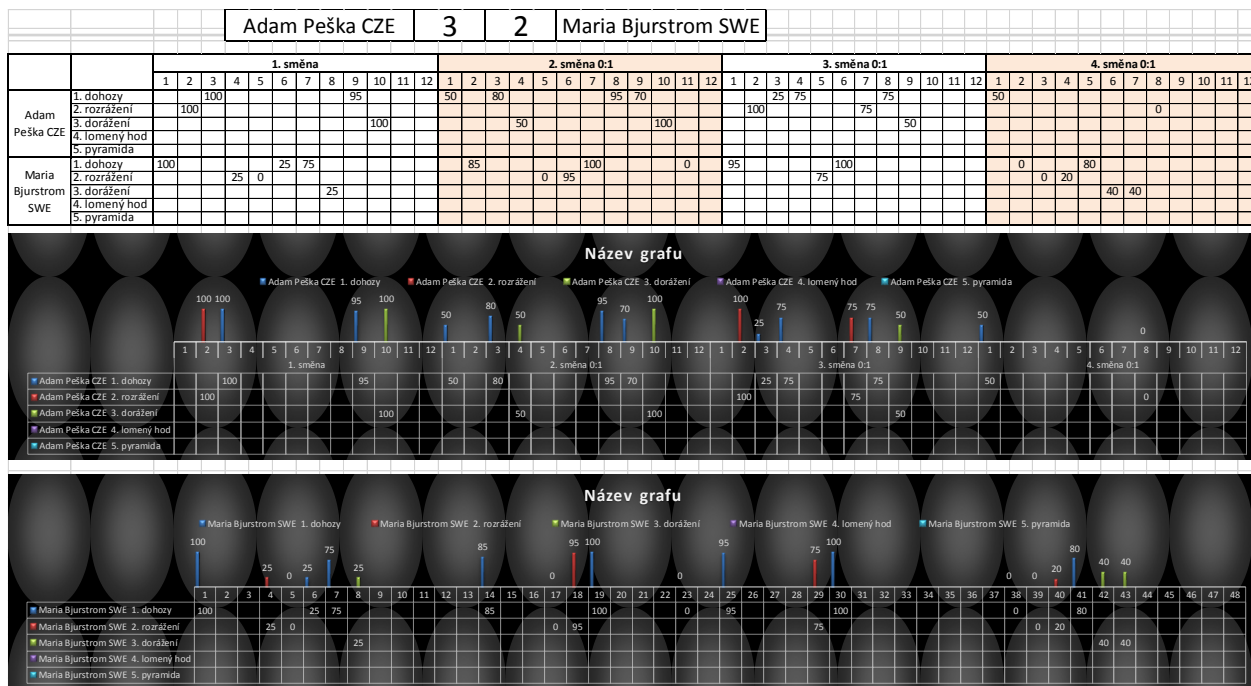 Adam Peška CZE 3 2 Maria Bjurstrom SWE
1. směna 2. směna 0:1 3. směna 0:1 4. směna 0:1
1 2 3 4 5 6 7 8 9 10 11 12 1 2 3 4 5 6 7 8 9 10 11 12 1 2 3 4 5 6 7 8 9 10 11 12 1 2 3 4 5 6 7 8 9 10 11 12
Adam Peška CZE
1. dohozy 100 95 50 80 95 70 25 75 75 50
2. rozrážení 100 100 75 0
3. dorážení 100 50 100 50
4. lomený hod
5. pyramida
Maria Bjurstrom SWE
1. dohozy 100 25 75 85 100 0 95 100 0 80
2. rozrážení 25 0 0 95 75 0 20
3. dorážení 25 40 40
4. lomený hod
5. pyramida
Název grafu
Adam Peška CZE 1. dohozy Adam Peška CZE 2. rozrážení Adam Peška CZE 3. dorážení Adam Peška CZE 4. lomený hod Adam Peška CZE 5. pyramida
100 100 95 100 50 80 50 95 70 100 100 25 75 75 75 50 50 0
1 2 3 4 5 6 7 8 9 10 11 12 1 2 3 4 5 6 7 8 9 10 11 12 1 2 3 4 5 6 7 8 9 10 11 12 1 2 3 4 5 6 7 8 9 10 11 12
1. směna 2. směna 0:1 3. směna 0:1 4. směna 0:1
Adam Peška CZE 1. dohozy 100 95 50 80 95 70 25 75 75 50
Adam Peška CZE 2. rozrážení 100 100 75 0
Adam Peška CZE 3. dorážení 100 50 100 50
Adam Peška CZE 4. lomený hod
Adam Peška CZE 5. pyramida
Název grafu
Maria Bjurstrom SWE 1. dohozy Maria Bjurstrom SWE 2. rozrážení Maria Bjurstrom SWE 3. dorážení Maria Bjurstrom SWE 4. lomený hod Maria Bjurstrom SWE 5. pyramida
100 25 0 25 75 25 85 0 95 100 0 95 75 100 0 0 20 80 40 40
1 2 3 4 5 6 7 8 9 10 11 12 13 14 15 16 17 18 19 20 21 22 23 24 25 26 27 28 29 30 31 32 33 34 35 36 37 38 39 40 41 42 43 44 45 46 47 48
Maria Bjurstrom SWE 1. dohozy 100 25 75 85 100 0 95 100 0 80
Maria Bjurstrom SWE 2. rozrážení 25 0 0 95 75 0 20
Maria Bjurstrom SWE 3. dorážení 25 40 40
Maria Bjurstrom SWE 4. lomený hod
Maria Bjurstrom SWE 5. pyramida